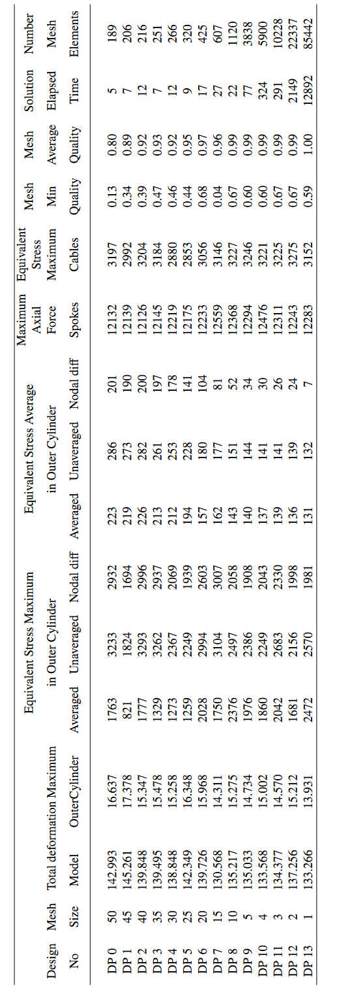 Equivalent Stress Maximum Equivalent Stress Average Maximum Equivalent Mesh Mesh Solution Number
Design Mesh Total deformation Maximum in Outer Cylinder in Outer Cylinder Axial Force Stress Maximum Min Average Elapsed Mesh
No Size Model OuterCylinder Averaged Unaveraged Nodal diff Averaged Unaveraged Nodal diff Spokes Cables Quality Quality Time Elements
DP 0 50 142.993 16.637 1763 3233 2932 223 286 201 12132 3197 0.13 0.80 5 189
DP 1 45 145.261 17.378 821 1824 1694 219 273 190 12139 2992 0.34 0.89 7 206
DP 2 40 139.848 15.347 1777 3293 2996 226 282 200 12126 3204 0.39 0.92 12 216
DP 3 35 139.495 15.478 1329 3262 2937 213 261 197 12145 3184 0.47 0.93 7 251
DP 4 30 138.848 15.258 1273 2367 2069 212 253 178 12219 2880 0.46 0.92 12 266
DP 5 25 142.349 16.348 1259 2249 1939 194 228 141 12175 2853 0.44 0.95 9 320
DP 6 20 139.726 15.968 2028 2994 2603 157 180 104 12233 3056 0.68 0.97 17 425
DP 7 15 130.568 14.311 1750 3104 3007 162 177 81 12559 3146 0.04 0.96 27 607
DP 8 10 135.217 15.275 2376 2497 2058 143 151 52 12368 3227 0.67 0.99 22 1120
DP 9 5 135.033 14.734 1976 2386 1908 140 144 34 12294 3246 0.60 0.99 77 3838
DP 10 4 133.568 15.002 1860 2249 2043 137 141 30 12476 3221 0.60 0.99 324 5900
DP 11 3 134.377 14.570 2042 2683 2330 139 141 26 12311 3225 0.67 0.99 291 10228
DP 12 2 137.256 15.212 1681 2156 1998 136 139 24 12243 3275 0.67 0.99 2149 22337
DP 13 1 133.266 13.931 2472 2570 1981 131 132 7 12283 3152 0.59 1.00 12892 85442